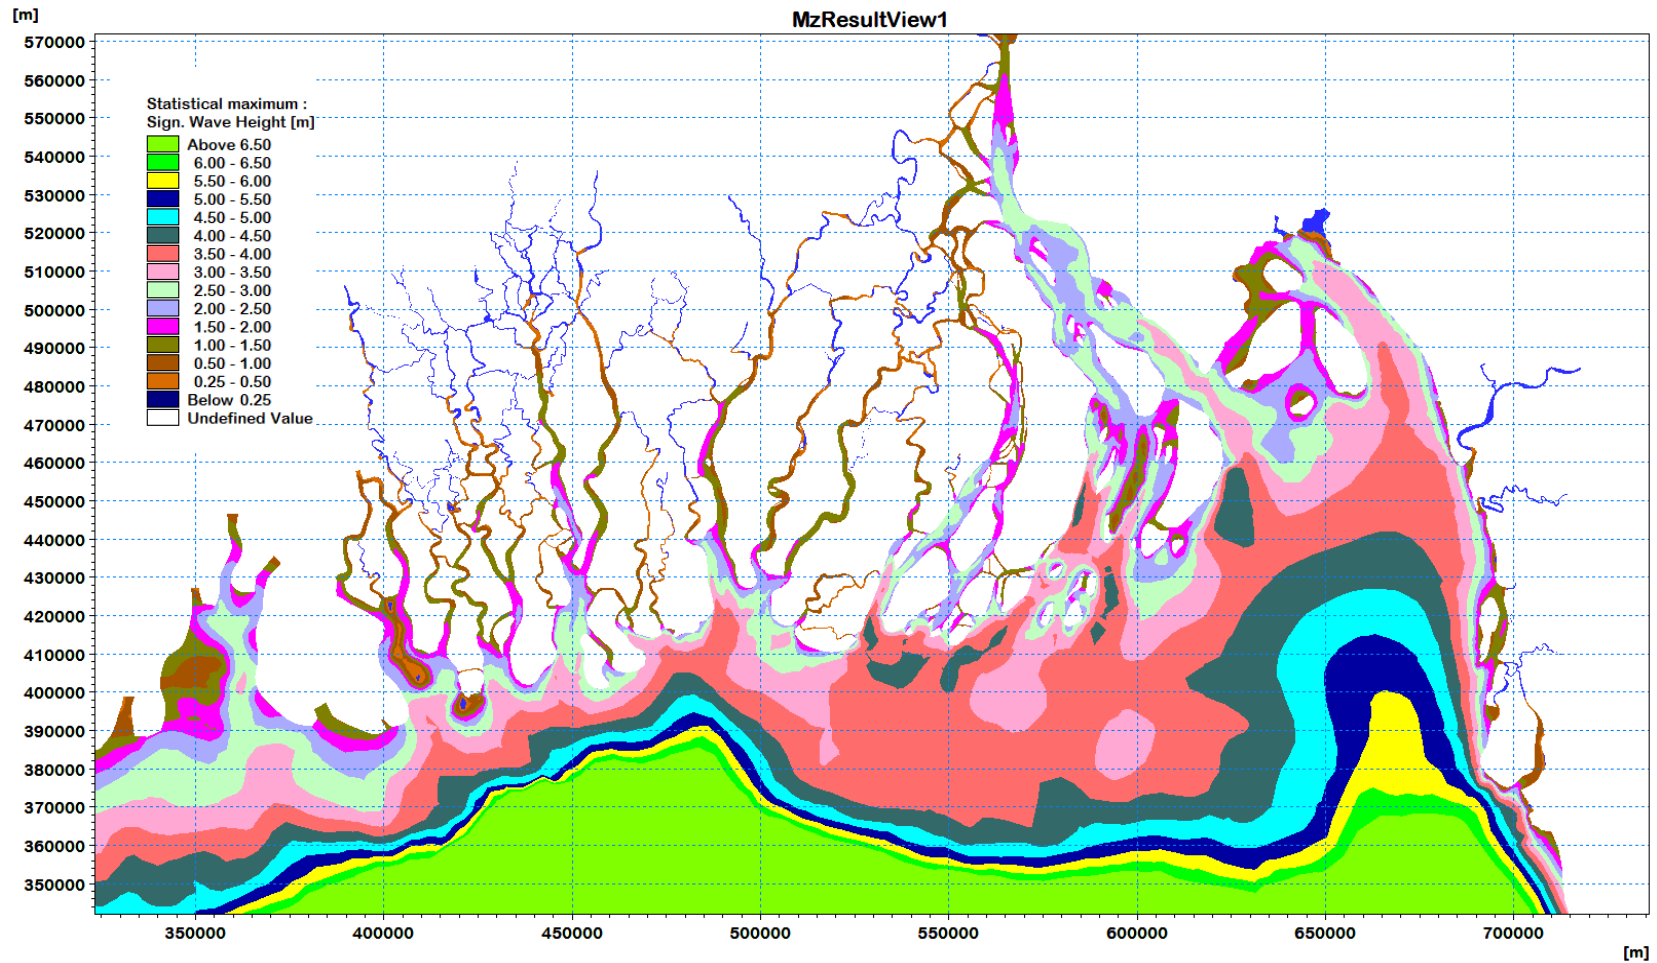 [m]
MzResultView1
570000
560000
550000
540000
530000
520000
510000
500000
490000
480000
470000
460000
450000
440000
430000
420000
410000
400000
390000
380000
370000
360000
350000
Statistical maximum :
Sign. Wave Height [m]
Above 6.50
6.00 - 6.50
5.50 - 6.00
5.00 - 5.50
4.50 - 5.00
4.00 - 4.50
3.50 - 4.00
3.00 - 3.50
2.50 - 3.00
2.00 - 2.50
1.50 - 2.00
1.00 - 1.50
0.50 - 1.00
0.25 - 0.50
Below 0.25
Undefined Value
350000 400000 450000 500000 550000 600000 650000 700000
[m]